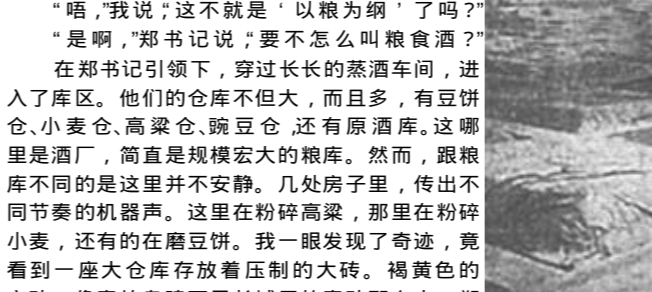 “唔，”我说，“这不就是‘以粮为纲’了吗？”
“是啊，”郑书记说，“要不怎么叫粮食酒？”
在郑书记引领下，穿过长长的蒸酒车间，进
入了库区。他们的仓库不但大，而且多，有豆饼
仓、小麦仓、高粱仓、豌豆仓，还有原酒库。这哪
里是酒厂，简直是规模宏大的粮库。然而，跟粮
库不同的是这里并不安静。几处房子里，传出不
同节奏的机器声。这里在粉碎高粱，那里在粉碎
小麦，还有的在磨豆饼。我一眼发现了奇迹，竟
看到一座大仓库存放着压制的大砖。褐黄色的